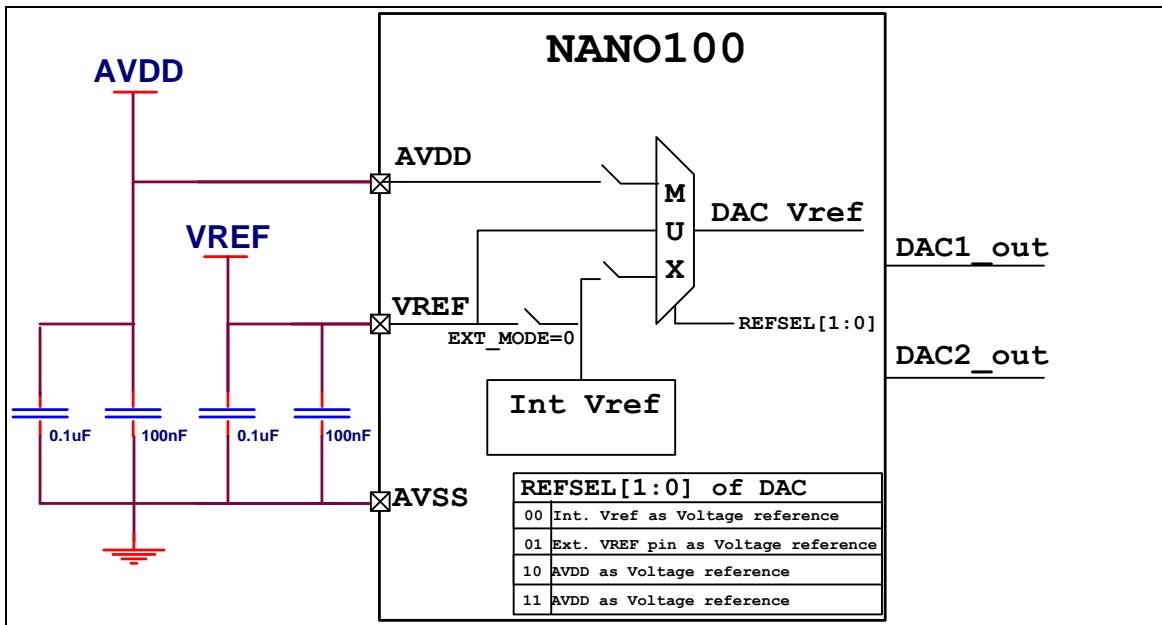 NANO100
AVDD
AVDD
M
U
X
DAC Vref
DAC1_out
VREF
VREF
EXT_MODE=0
REFSEL[1:0]
DAC2_out
Int Vref
0.1uF
100nF
0.1uF
100nF
AVSS
REFSEL[1:0] of DAC
00 Int. Vref as Voltage reference
01 Ext. VREF pin as Voltage reference
10 AVDD as Voltage reference
11 AVDD as Voltage reference